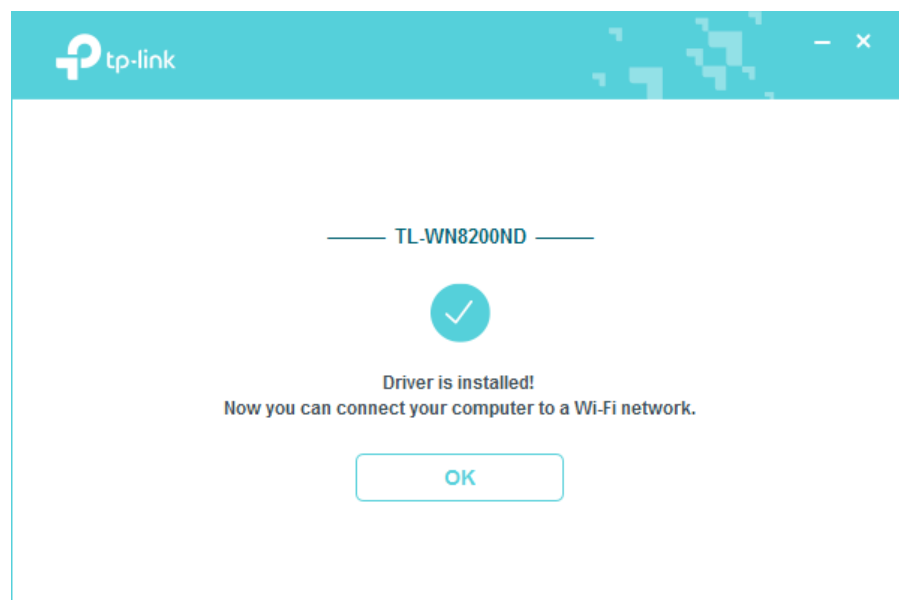 tp-link
TL-WN8200ND
Driver is installed!
Now you can connect your computer to a Wi-Fi network.
OK